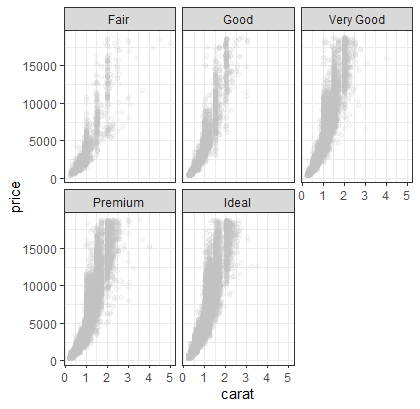 Fair Good Very Good
15000
10000
5000
0
0 1 2 3 4 5
Premium Ideal
15000
10000
5000
0
0 1 2 3 4 5 0 1 2 3 4 5
price
carat